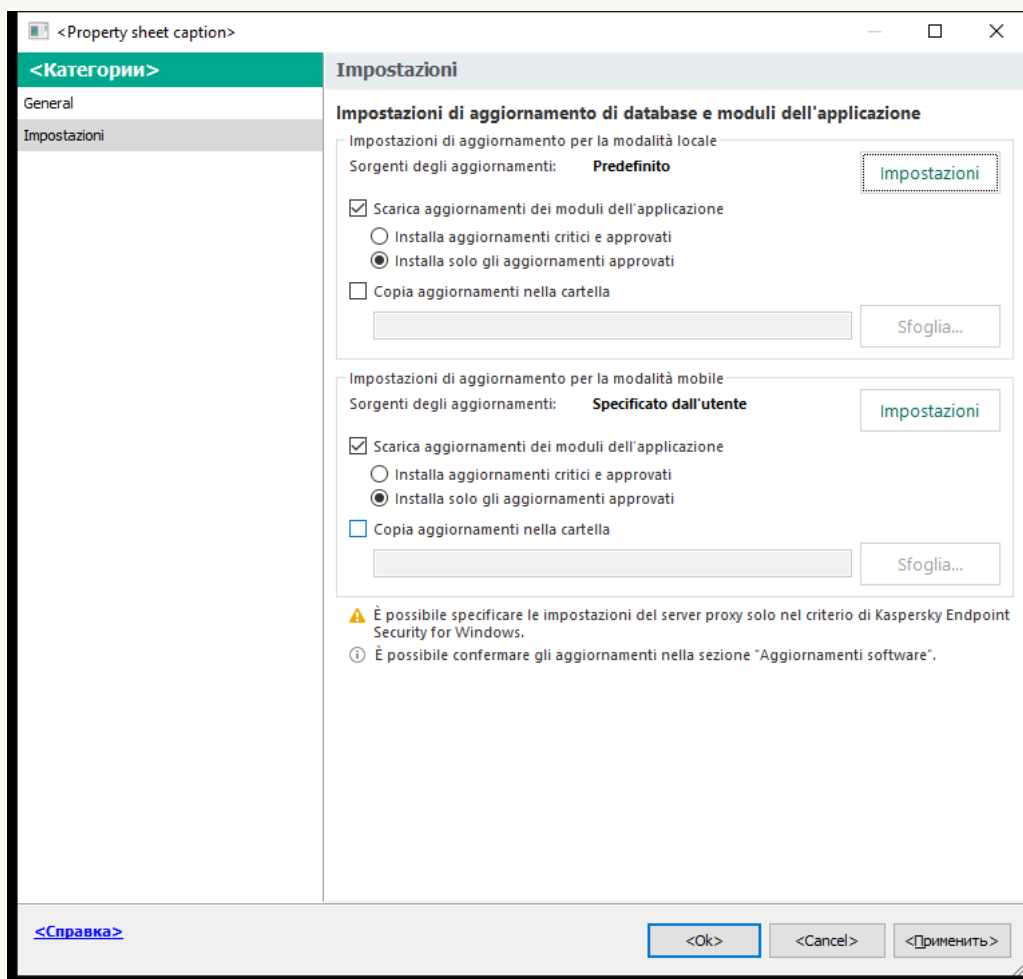 <Property sheet caption>
<Категории>
General
Impostazioni
Impostazioni
Impostazioni di aggiornamento di database e moduli dell'applicazione
Impostazioni di aggiornamento per la modalità locale
Sorgenti degli aggiornamenti: Predefinito
Impostazioni
Scarica aggiornamenti dei moduli dell'applicazione
Installa aggiornamenti critici e approvati
Installa solo gli aggiornamenti approvati
Copia aggiornamenti nella cartella
Sfoglia...
Impostazioni di aggiornamento per la modalità mobile
Sorgenti degli aggiornamenti: Specificato dall'utente
Impostazioni
Scarica aggiornamenti dei moduli dell'applicazione
Installa aggiornamenti critici e approvati
Installa solo gli aggiornamenti approvati
Copia aggiornamenti nella cartella
Sfoglia...
È possibile specificare le impostazioni del server proxy solo nel criterio di Kaspersky Endpoint
Security for Windows.
È possibile confermare gli aggiornamenti nella sezione "Aggiornamenti software".
<Справка>
<Ok>
<Cancel>
<Применить>